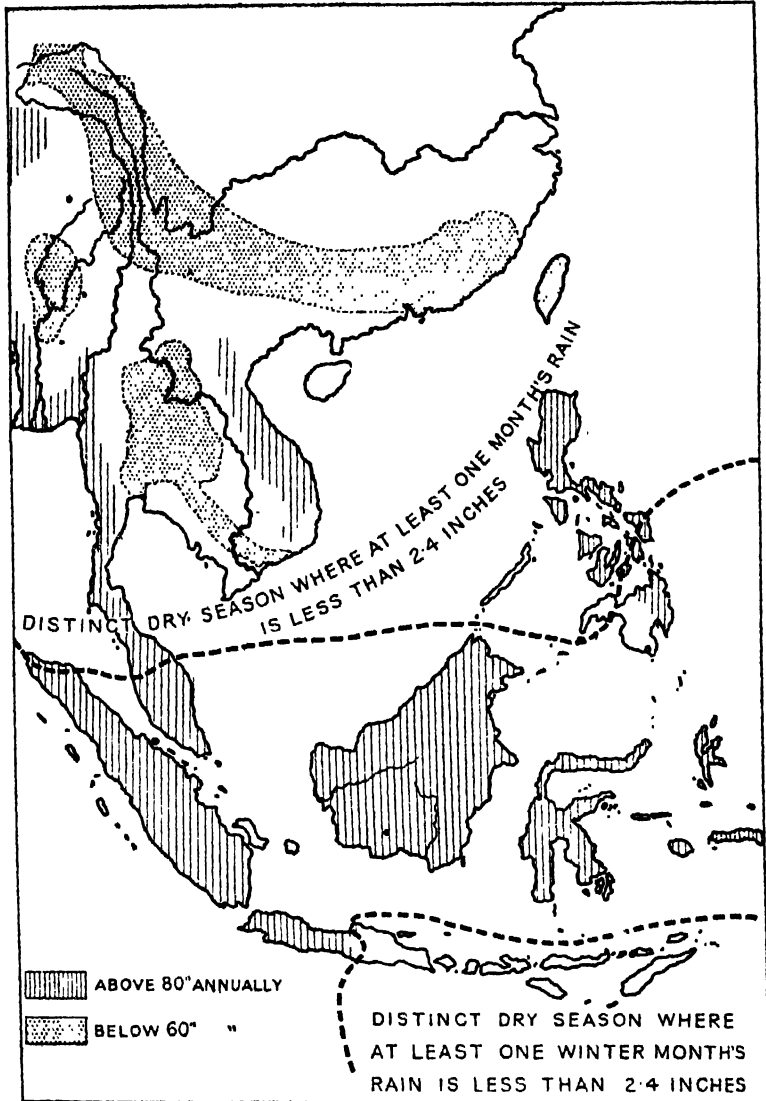 DISTINCT DRY SEASON WHERE AT LEAST ONE MONTH'S RAIN
IS LESS THAN 2·4 INCHES
ABOVE 80" ANNUALLY
BELOW 60" "
DISTINCT DRY SEASON WHERE
AT LEAST ONE WINTER MONTH'S
RAIN IS LESS THAN 2·4 INCHES